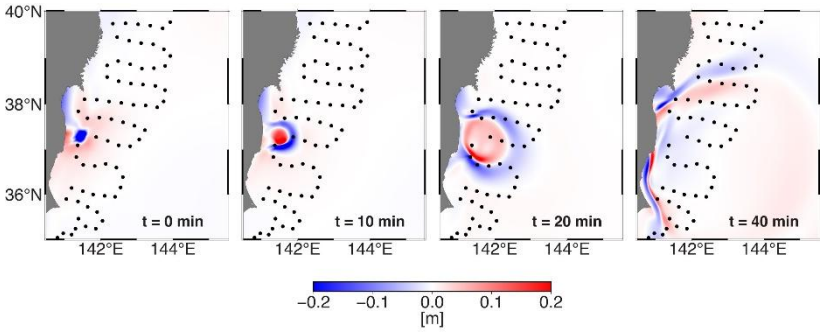 40°N
38°N
36°N
t = 0 min
t = 10 min
t = 20 min
t = 40 min
142°E 144°E 142°E 144°E 142°E 144°E 142°E 144°E
−0.2 −0.1 0.0 0.1 0.2
[m]